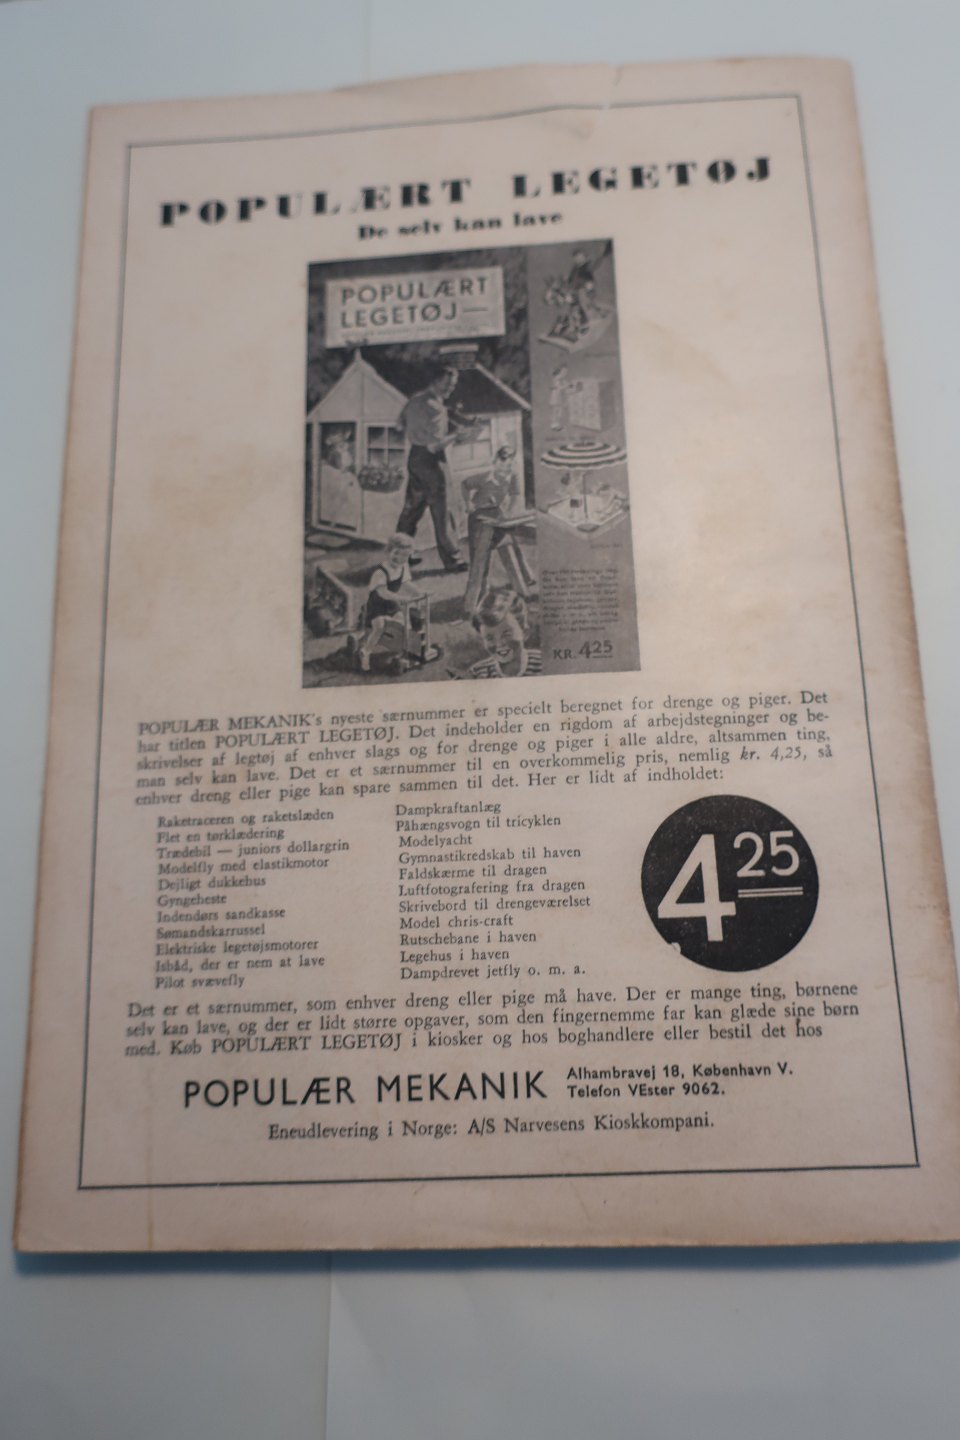 POPULÆRT LEGETØJ
De selv kan lave
POPULÆRT
LEGETØJ—
KR. 4 25
POPULÆR MEKANIK's nyeste særnummer er specielt beregnet for drenge og piger. Det
har titlen POPULÆRT LEGETØJ. Det indeholder en rigdom af arbejdstegninger og be-
skrivelser af legtøj af enhver slags og for drenge og piger i alle aldre, altsammen ting,
man selv kan lave. Det er et særnummer til en overkommelig pris, nemlig kr. 4,25, så
enhver dreng eller pige kan spare sammen til det. Her er lidt af indholdet:
Raketraceren og raketslæden
Flet en tørklædering
Trædebil — juniors dollargrin
Modelfly med elastikmotor
Dejligt dukkehus
Gyngeheste
Indendørs sandkasse
Sømandskarrussel
Elektriske legetøjsmotorer
Isbåd, der er nem at lave
Pilot svævefly
Dampkraftanlæg
Påhængsvogn til tricyklen
Modelyacht
Gymnastikredskab til haven
Faldskærme til dragen
Luftfotografering fra dragen
Skrivebord til drengeværelset
Model chris-craft
Rutschebane i haven
Legehus i haven
Dampdrevet jetfly o. m. a.
4 25
Det er et særnummer, som enhver dreng eller pige må have. Der er mange ting, børnene
selv kan lave, og der er lidt større opgaver, som den fingernemme far kan glæde sine børn
med. Køb POPULÆRT LEGETØJ i kiosker og hos boghandlere eller bestil det hos
POPULÆR MEKANIK
Alhambravej 18, København V.
Telefon VEster 9062.
Eneudlevering i Norge: A/S Narvesens Kioskkompani.